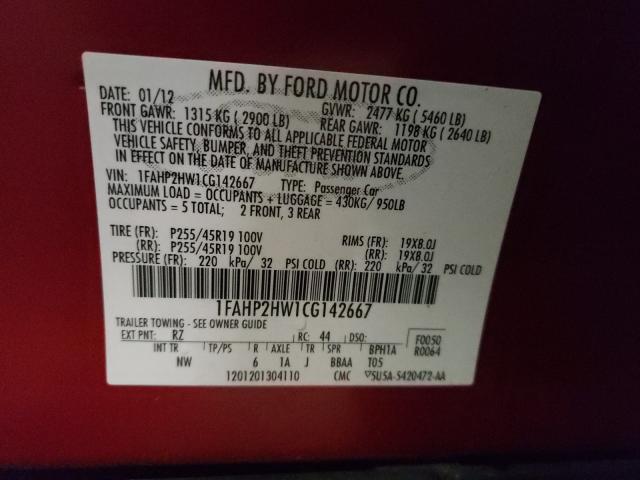 MFD. BY FORD MOTOR CO.
DATE: 01/12 GVWR: 2477 KG ( 5460 LB)
FRONT GAWR: 1315 KG ( 2900 LB) REAR GAWR: 1198 KG ( 2640 LB)
THIS VEHICLE CONFORMS TO ALL APPLICABLE FEDERAL MOTOR
VEHICLE SAFETY, BUMPER, AND THEFT PREVENTION STANDARDS
IN EFFECT ON THE DATE OF MANUFACTURE SHOWN ABOVE.
VIN: 1FAHP2HW1CG142667 TYPE: Passenger Car
MAXIMUM LOAD = OCCUPANTS + LUGGAGE = 430KG/ 950LB
OCCUPANTS = 5 TOTAL; 2 FRONT, 3 REAR
TIRE (FR): P255/45R19 100V RIMS (FR): 19X8.0J
(RR): P255/45R19 100V (RR): 19X8.0J
PRESSURE (FR): 220 kPa/ 32 PSI COLD (RR): 220 kPa/ 32 PSI COLD
1FAHP2HW1CG142667
TRAILER TOWING - SEE OWNER GUIDE
EXT PNT: RZ RC: 44 DSO: F0050
R0064
INT TR TP/PS R AXLE TR SPR BPH1A
NW 6 1A J BBAA T05
1201201304110 CMC 5U5A-5420472-AA